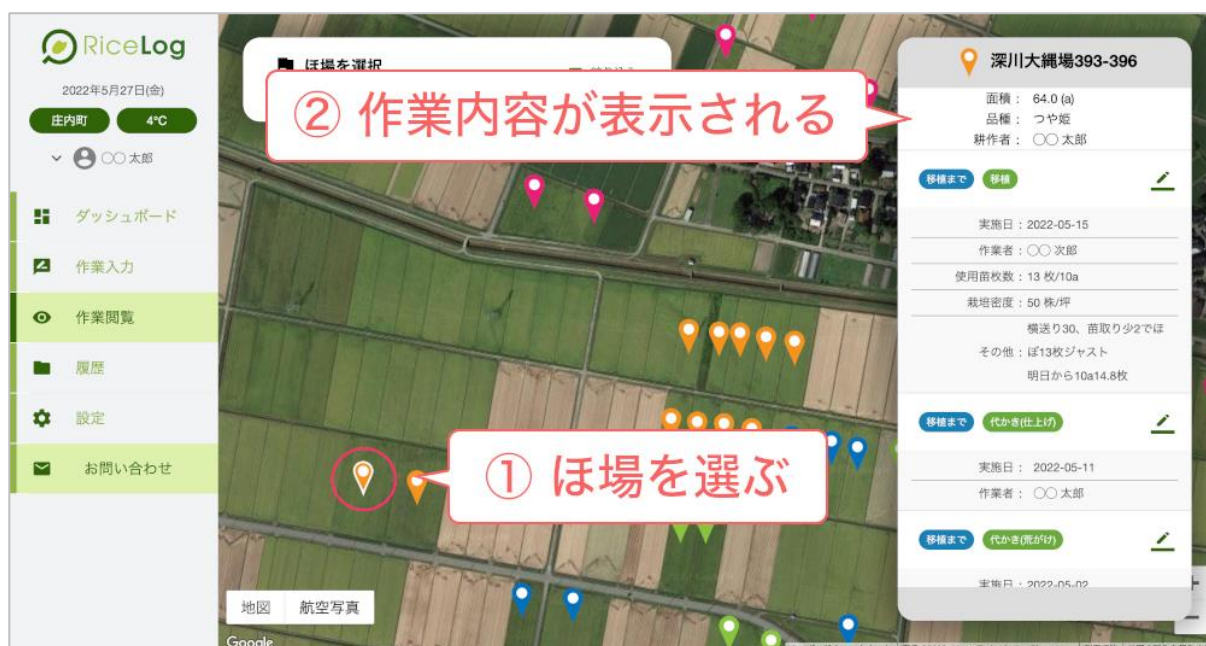 RiceLog
2022年5月27日(金)
庄内町
4°C
○○ 太郎
ダッシュボード
作業入力
作業閲覧
履歴
設定
お問い合わせ
ほ場を選択
② 作業内容が表示される
① ほ場を選ぶ
地図
航空写真
Google
深川大縄場393-396
面積： 64.0 (a)
品種： つや姫
耕作者： ○○ 太郎
移植まで 移植
実施日：2022-05-15
作業者：○○ 次郎
使用苗枚数：13 枚/10a
栽培密度：50 株/坪
横送り30、苗取り少2でほ
その他：ぼ13枚ジャスト
明日から10a14.8枚
移植まで 代かき(仕上げ)
実施日： 2022-05-11
作業者： ○○ 太郎
移植まで 代かき(荒がけ)
実施日：2022-05-02